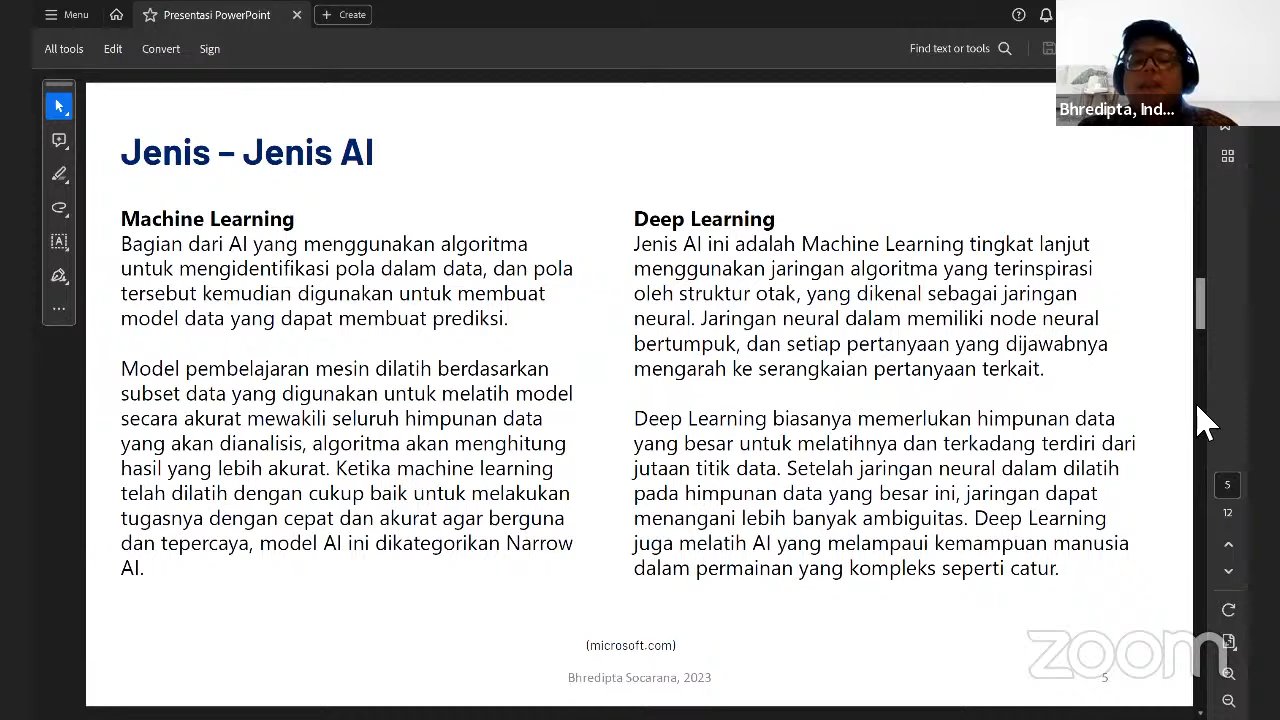 Menu
Presentasi PowerPoint
Create
All tools
Edit
Convert
Sign
Find text or tools
Bhredipta, Ind...
Jenis – Jenis AI
Machine Learning
Bagian dari AI yang menggunakan algoritma
untuk mengidentifikasi pola dalam data, dan pola
tersebut kemudian digunakan untuk membuat
model data yang dapat membuat prediksi.
Model pembelajaran mesin dilatih berdasarkan
subset data yang digunakan untuk melatih model
secara akurat mewakili seluruh himpunan data
yang akan dianalisis, algoritma akan menghitung
hasil yang lebih akurat. Ketika machine learning
telah dilatih dengan cukup baik untuk melakukan
tugasnya dengan cepat dan akurat agar berguna
dan tepercaya, model AI ini dikategorikan Narrow
AI.
Deep Learning
Jenis AI ini adalah Machine Learning tingkat lanjut
menggunakan jaringan algoritma yang terinspirasi
oleh struktur otak, yang dikenal sebagai jaringan
neural. Jaringan neural dalam memiliki node neural
bertumpuk, dan setiap pertanyaan yang dijawabnya
mengarah ke serangkaian pertanyaan terkait.
Deep Learning biasanya memerlukan himpunan data
yang besar untuk melatihnya dan terkadang terdiri dari
jutaan titik data. Setelah jaringan neural dalam dilatih
pada himpunan data yang besar ini, jaringan dapat
menangani lebih banyak ambiguitas. Deep Learning
juga melatih AI yang melampaui kemampuan manusia
dalam permainan yang kompleks seperti catur.
(microsoft.com)
Bhredipta Socarana, 2023
5
5
12
zoom